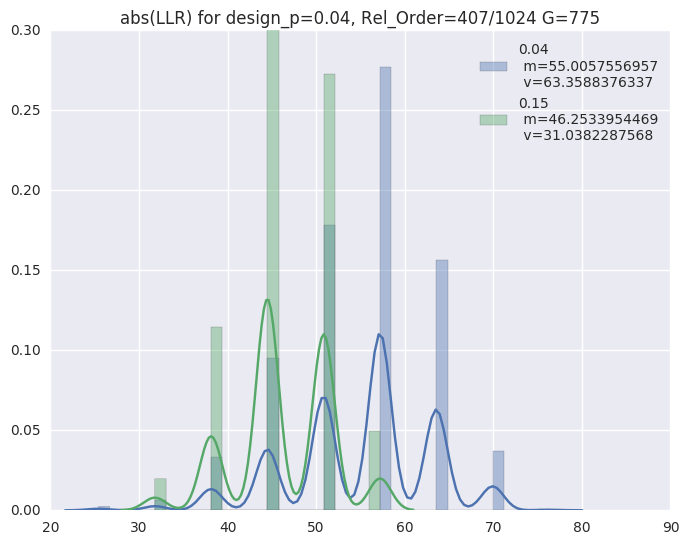 abs(LLR) for design_p=0.04, Rel_Order=407/1024 G=775
0.30
0.25
0.20
0.15
0.10
0.05
0.00
0.04
m=55.0057556957
v=63.3588376337
0.15
m=46.2533954469
v=31.0382287568
20 30 40 50 60 70 80 90